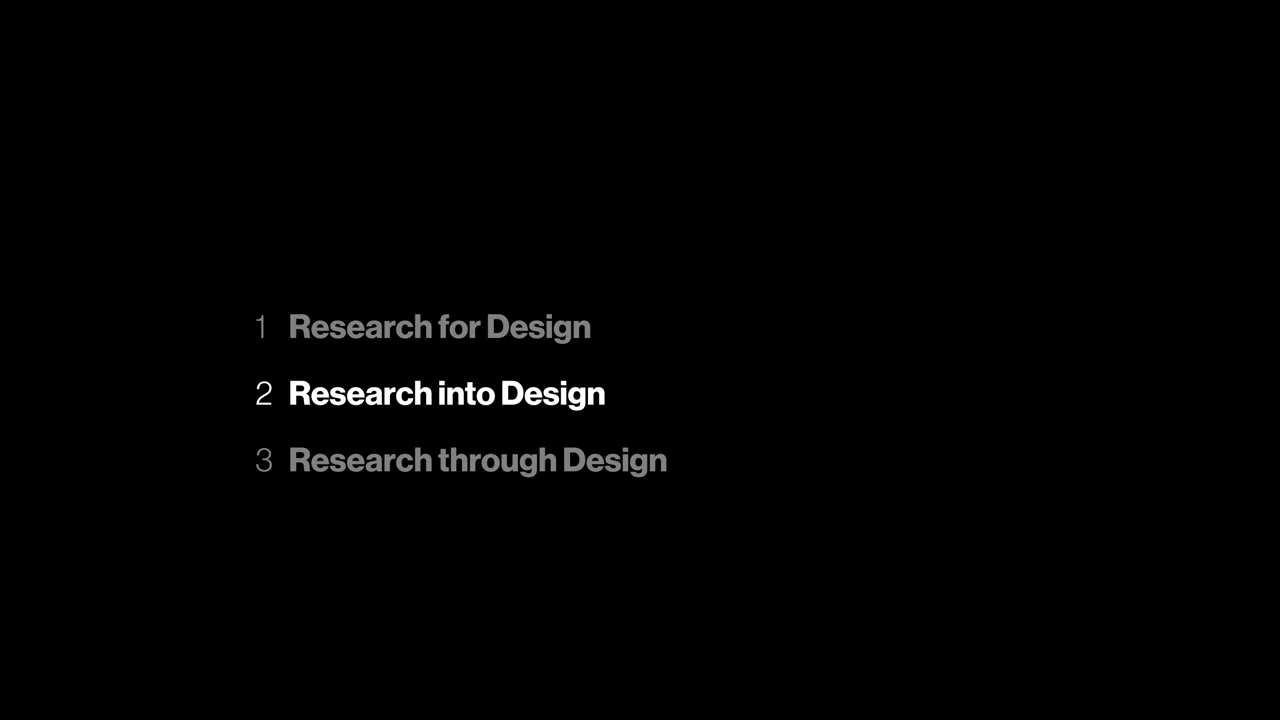 1 Research for Design
2 Research into Design
3 Research through Design